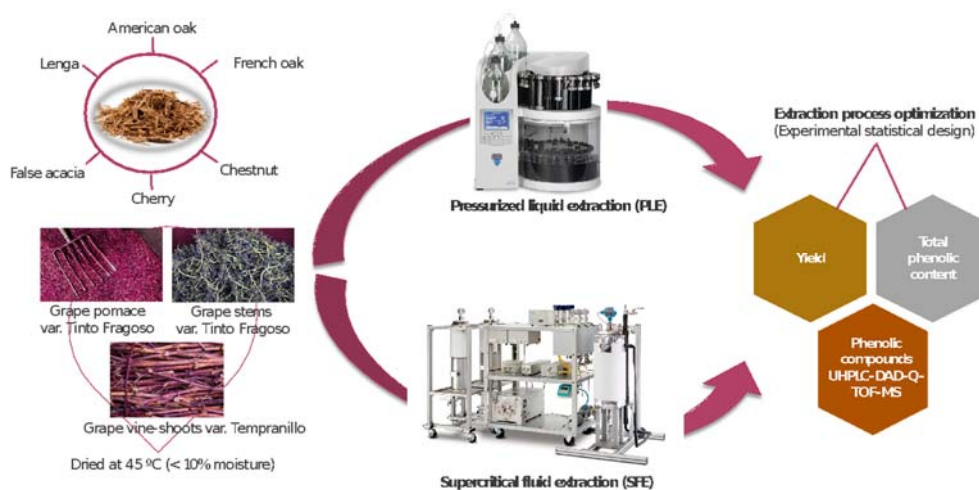 American oak
Lenga
French oak
False acacia
Chestnut
Cherry
Grape pomace
var. Tinto Fragoso
Grape stems
var. Tinto Fragoso
Grape vine-shoots var. Tempranillo
Dried at 45 ºC (< 10% moisture)
Pressurized liquid extraction (PLE)
Supercritical fluid extraction (SFE)
Extraction process optimization
(Experimental statistical design)
Yield
Total
phenolic
content
Phenolic
compounds
UHPLC-DAD-Q-
TOF-MS